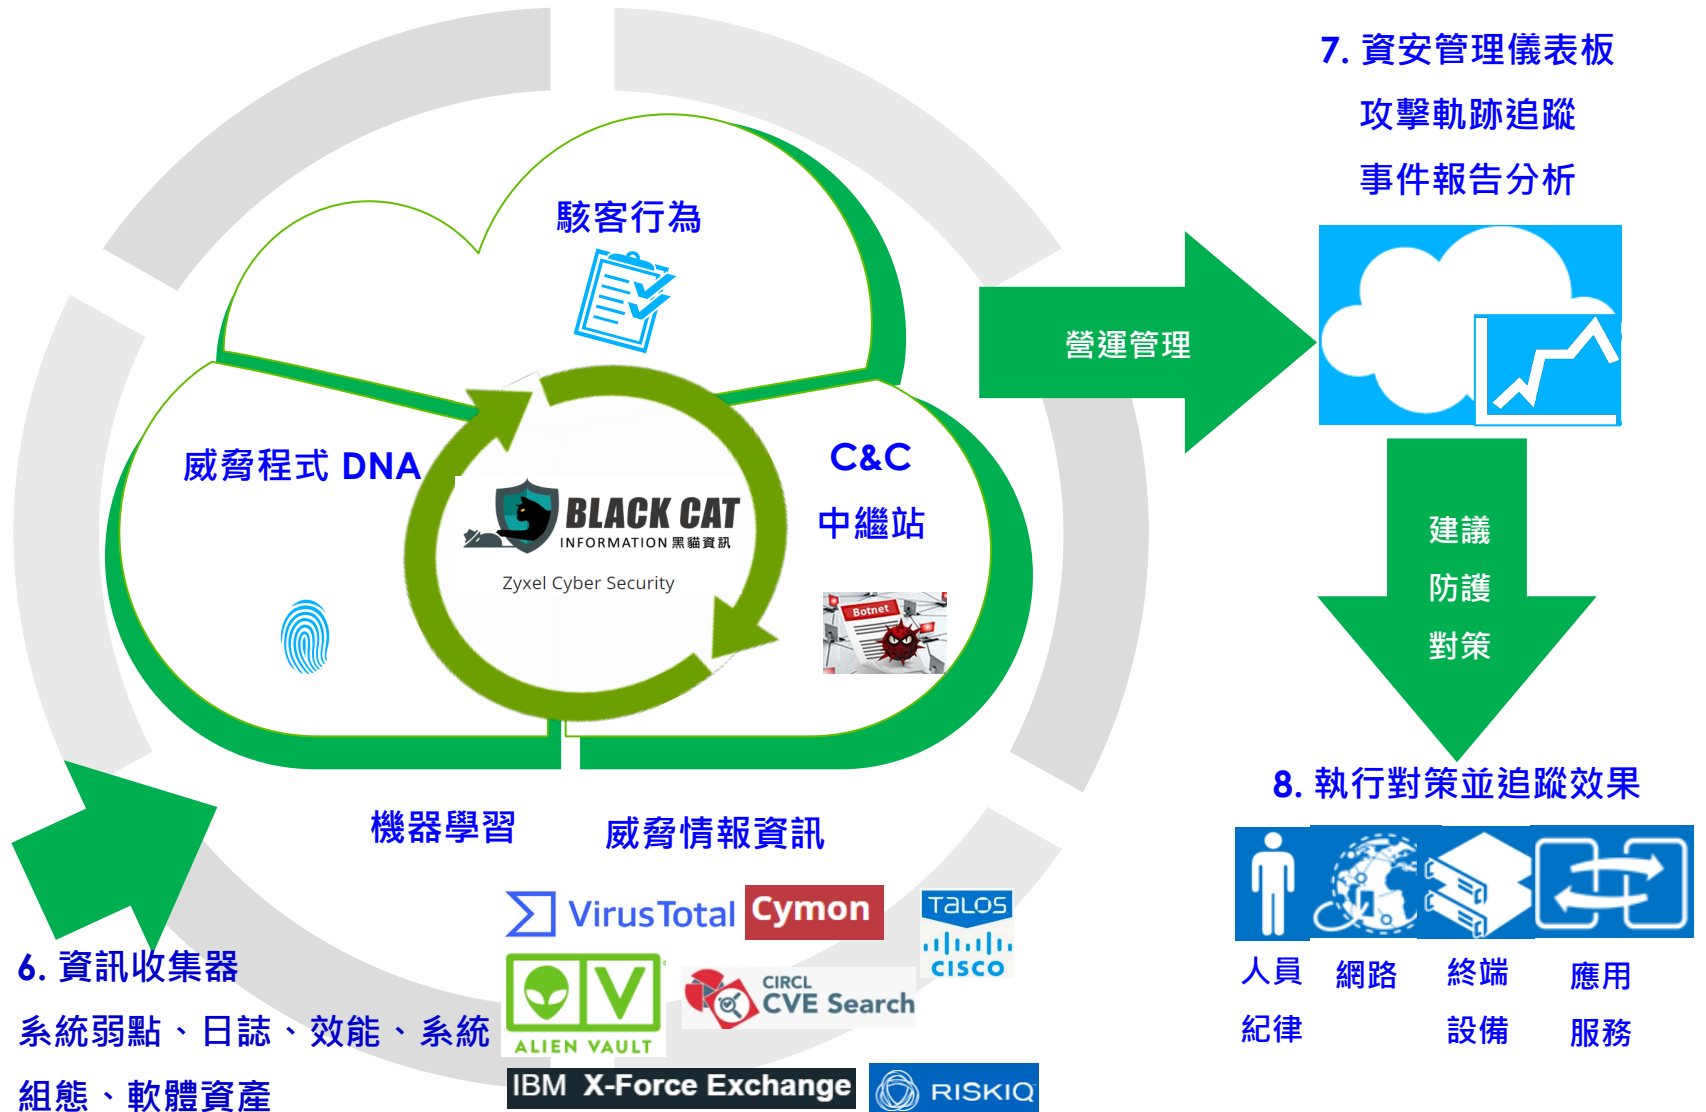 7. 資安管理儀表板
攻擊軌跡追蹤
事件報告分析
駭客行為
營運管理
威脅程式 DNA
C&C
中繼站
BLACK CAT
INFORMATION 黑貓資訊
Zyxel Cyber Security
Botnet
建議
防護
對策
8. 執行對策並追蹤效果
機器學習
威脅情報資訊
VirusTotal
Cymon
TALOS
CISCO
ALIEN VAULT
CIRCL
CVE Search
IBM X-Force Exchange
RISKIQ
6. 資訊收集器
系統弱點、日誌、效能、系統
組態、軟體資產
人員
紀律
網路
終端
設備
應用
服務